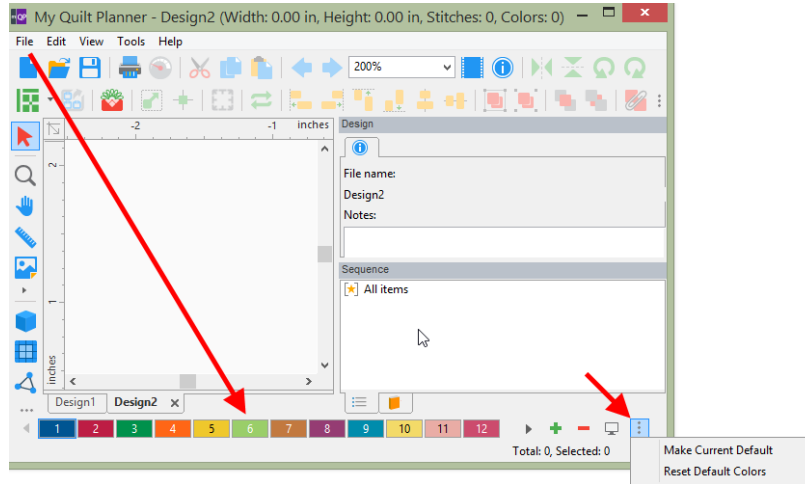 My Quilt Planner - Design2 (Width: 0.00 in, Height: 0.00 in, Stitches: 0, Colors: 0)
File Edit View Tools Help
200%
-2 -1 inches
Design
File name:
Design2
Notes:
2
Sequence
All items
1
inches
Design1 Design2 x
1 2 3 4 5 6 7 8 9 10 11 12
Total: 0, Selected: 0
Make Current Default
Reset Default Colors